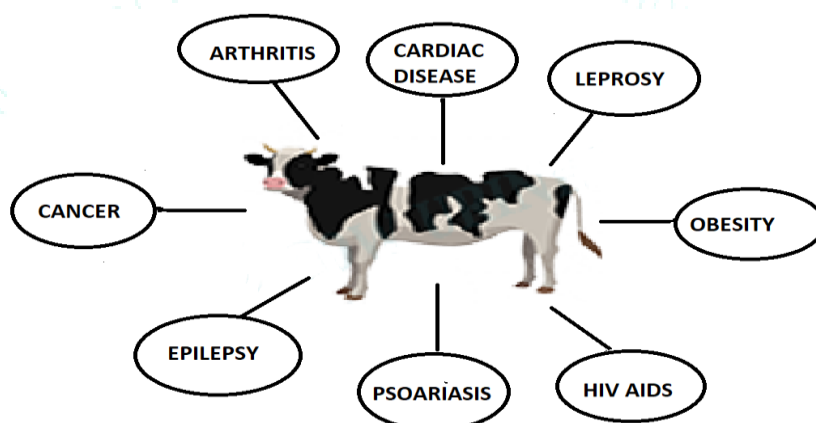 ARTHRITIS
CARDIAC
DISEASE
LEPROSY
CANCER
OBESITY
EPILEPSY
PSOARIASIS
HIV AIDS